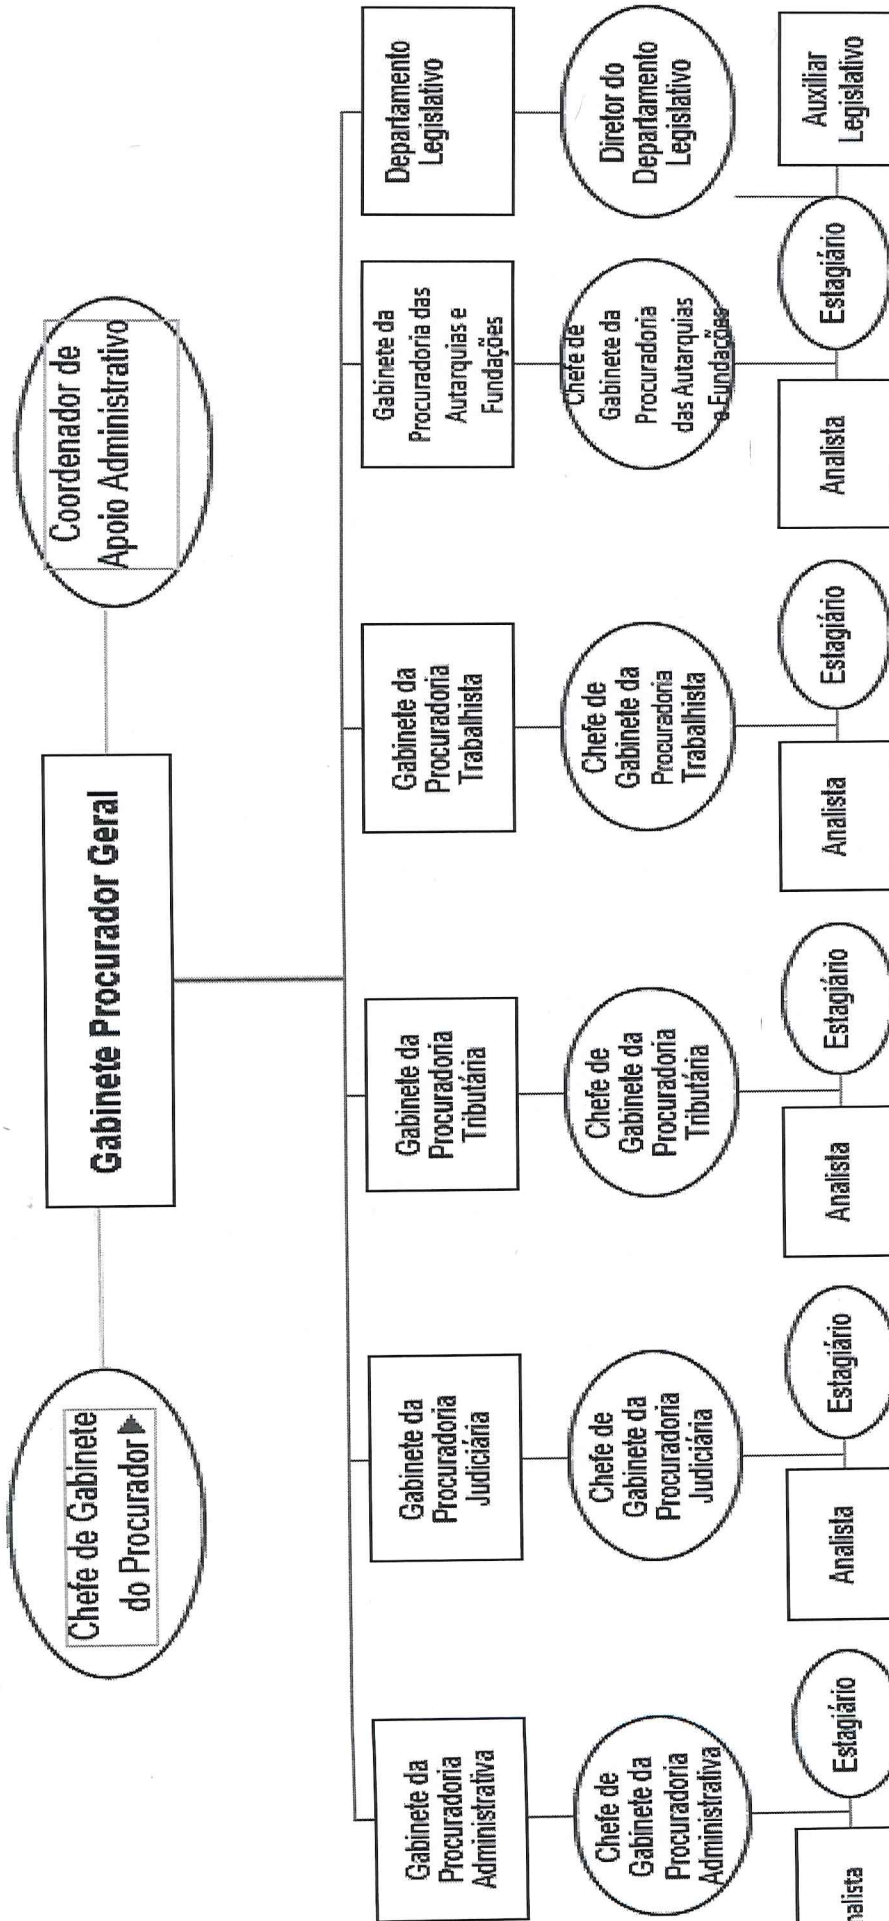 Chefe de Gabinete
do Procurador
Gabinete Procurador Geral
Coordenador de
Apoio Administrativo
Gabinete da
Procuradoria
Administrativa
Gabinete da
Procuradoria
Judiciária
Gabinete da
Procuradoria
Tributária
Gabinete da
Procuradoria
Trabalhista
Gabinete da
Procuradoria das
Autarquias e
Fundações
Departamento
Legislativo
Chefe de
Gabinete da
Procuradoria
Administrativa
Chefe de
Gabinete da
Procuradoria
Judiciária
Chefe de
Gabinete da
Procuradoria
Tributária
Chefe de
Gabinete da
Procuradoria
Trabalhista
Chefe de
Gabinete da
Procuradoria
das Autarquias
e Fundações
Diretor do
Departamento
Legislativo
nalista
Estagiário
Analista
Estagiário
Analista
Estagiário
Analista
Estagiário
Analista
Estagiário
Auxiliar
Legislativo